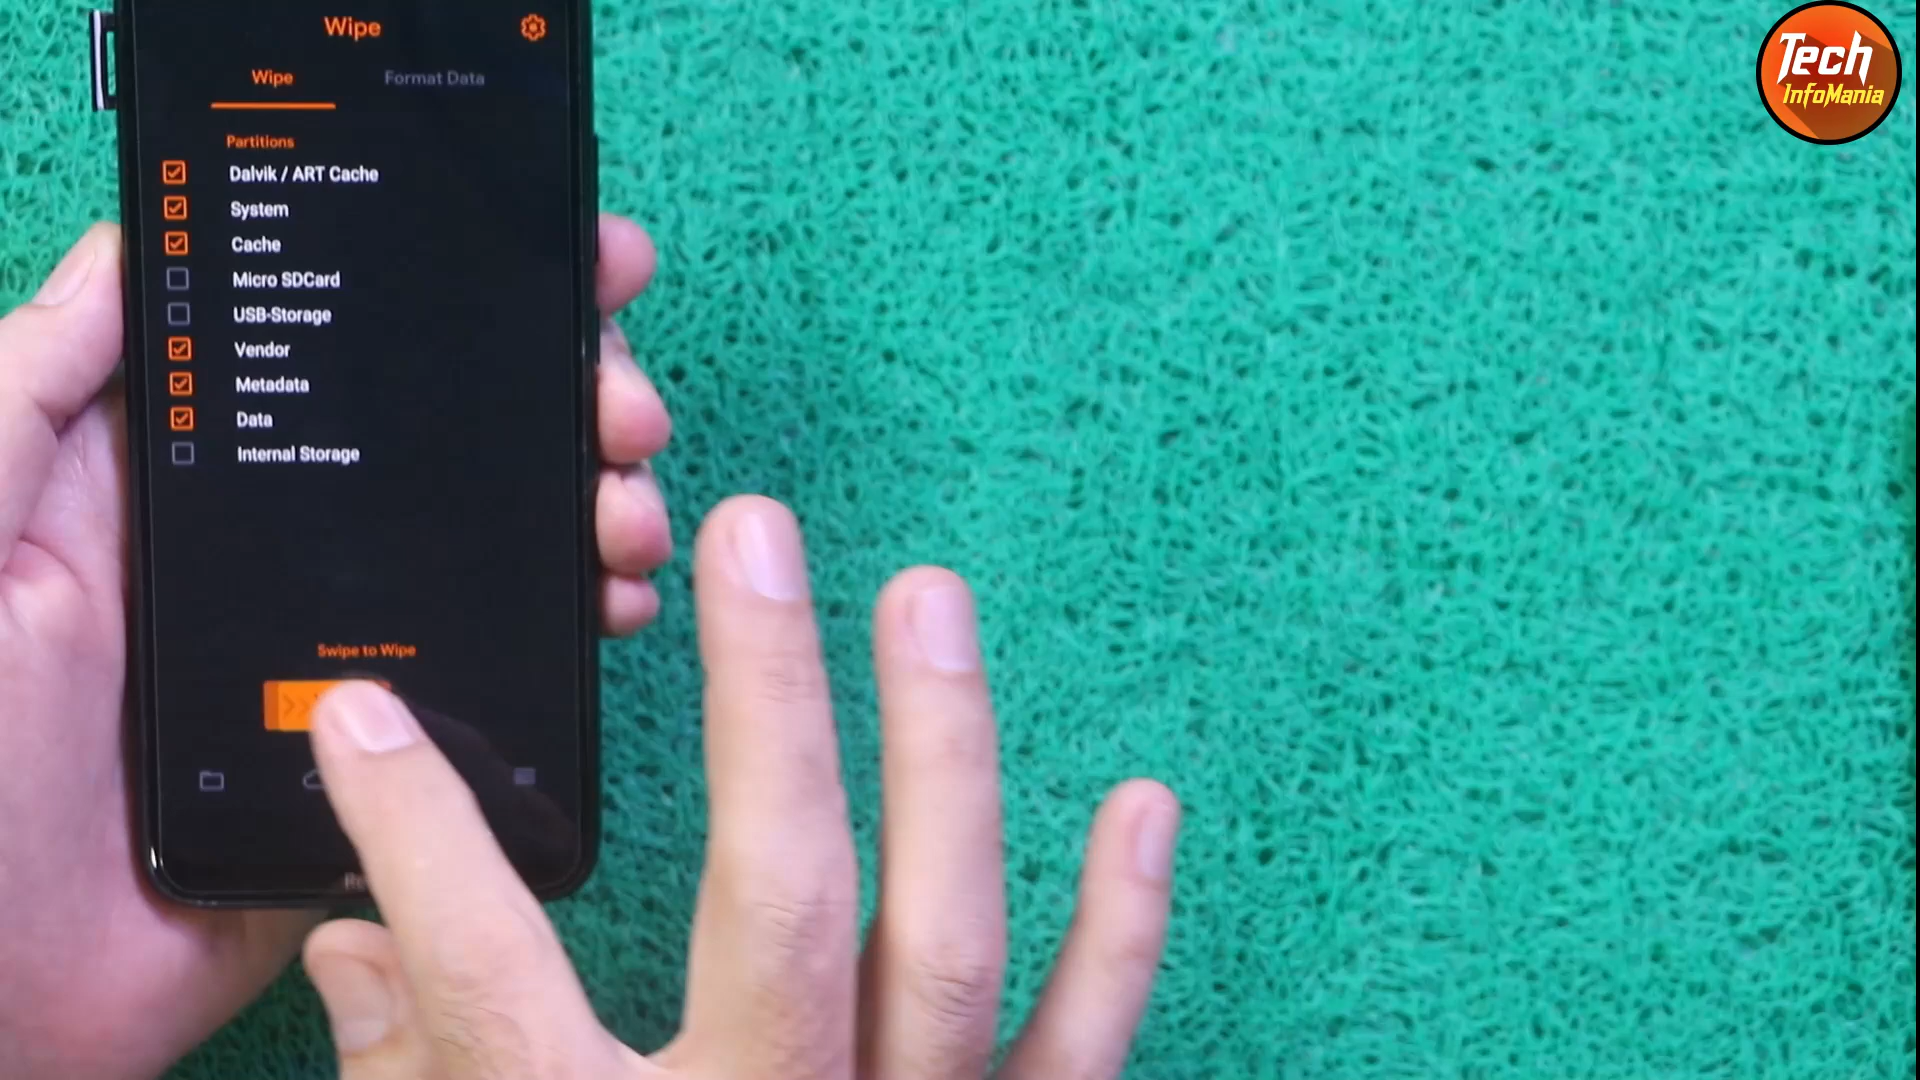 Wipe
Wipe
Format Data
Partitions
Dalvik / ART Cache
System
Cache
Micro SDCard
USB-Storage
Vendor
Metadata
Data
Internal Storage
Swipe to Wipe
Tech
InfoMania